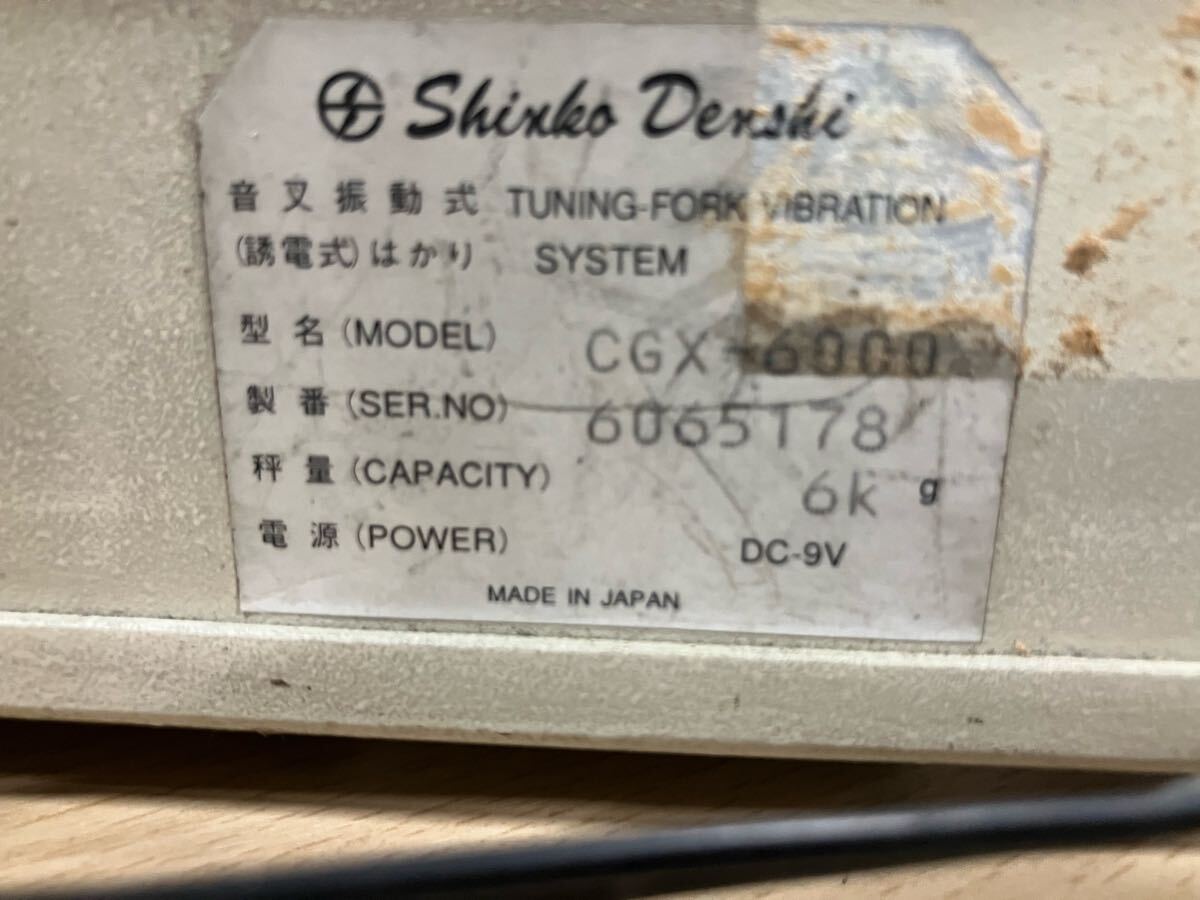 Shinko Denshi
音叉振動式 TUNING-FORK VIBRATION
(誘電式)はかり SYSTEM
型名(MODEL) CGX-6000
製番(SER.NO) 6065178
秤量(CAPACITY) 6k g
電源(POWER) DC-9V
MADE IN JAPAN